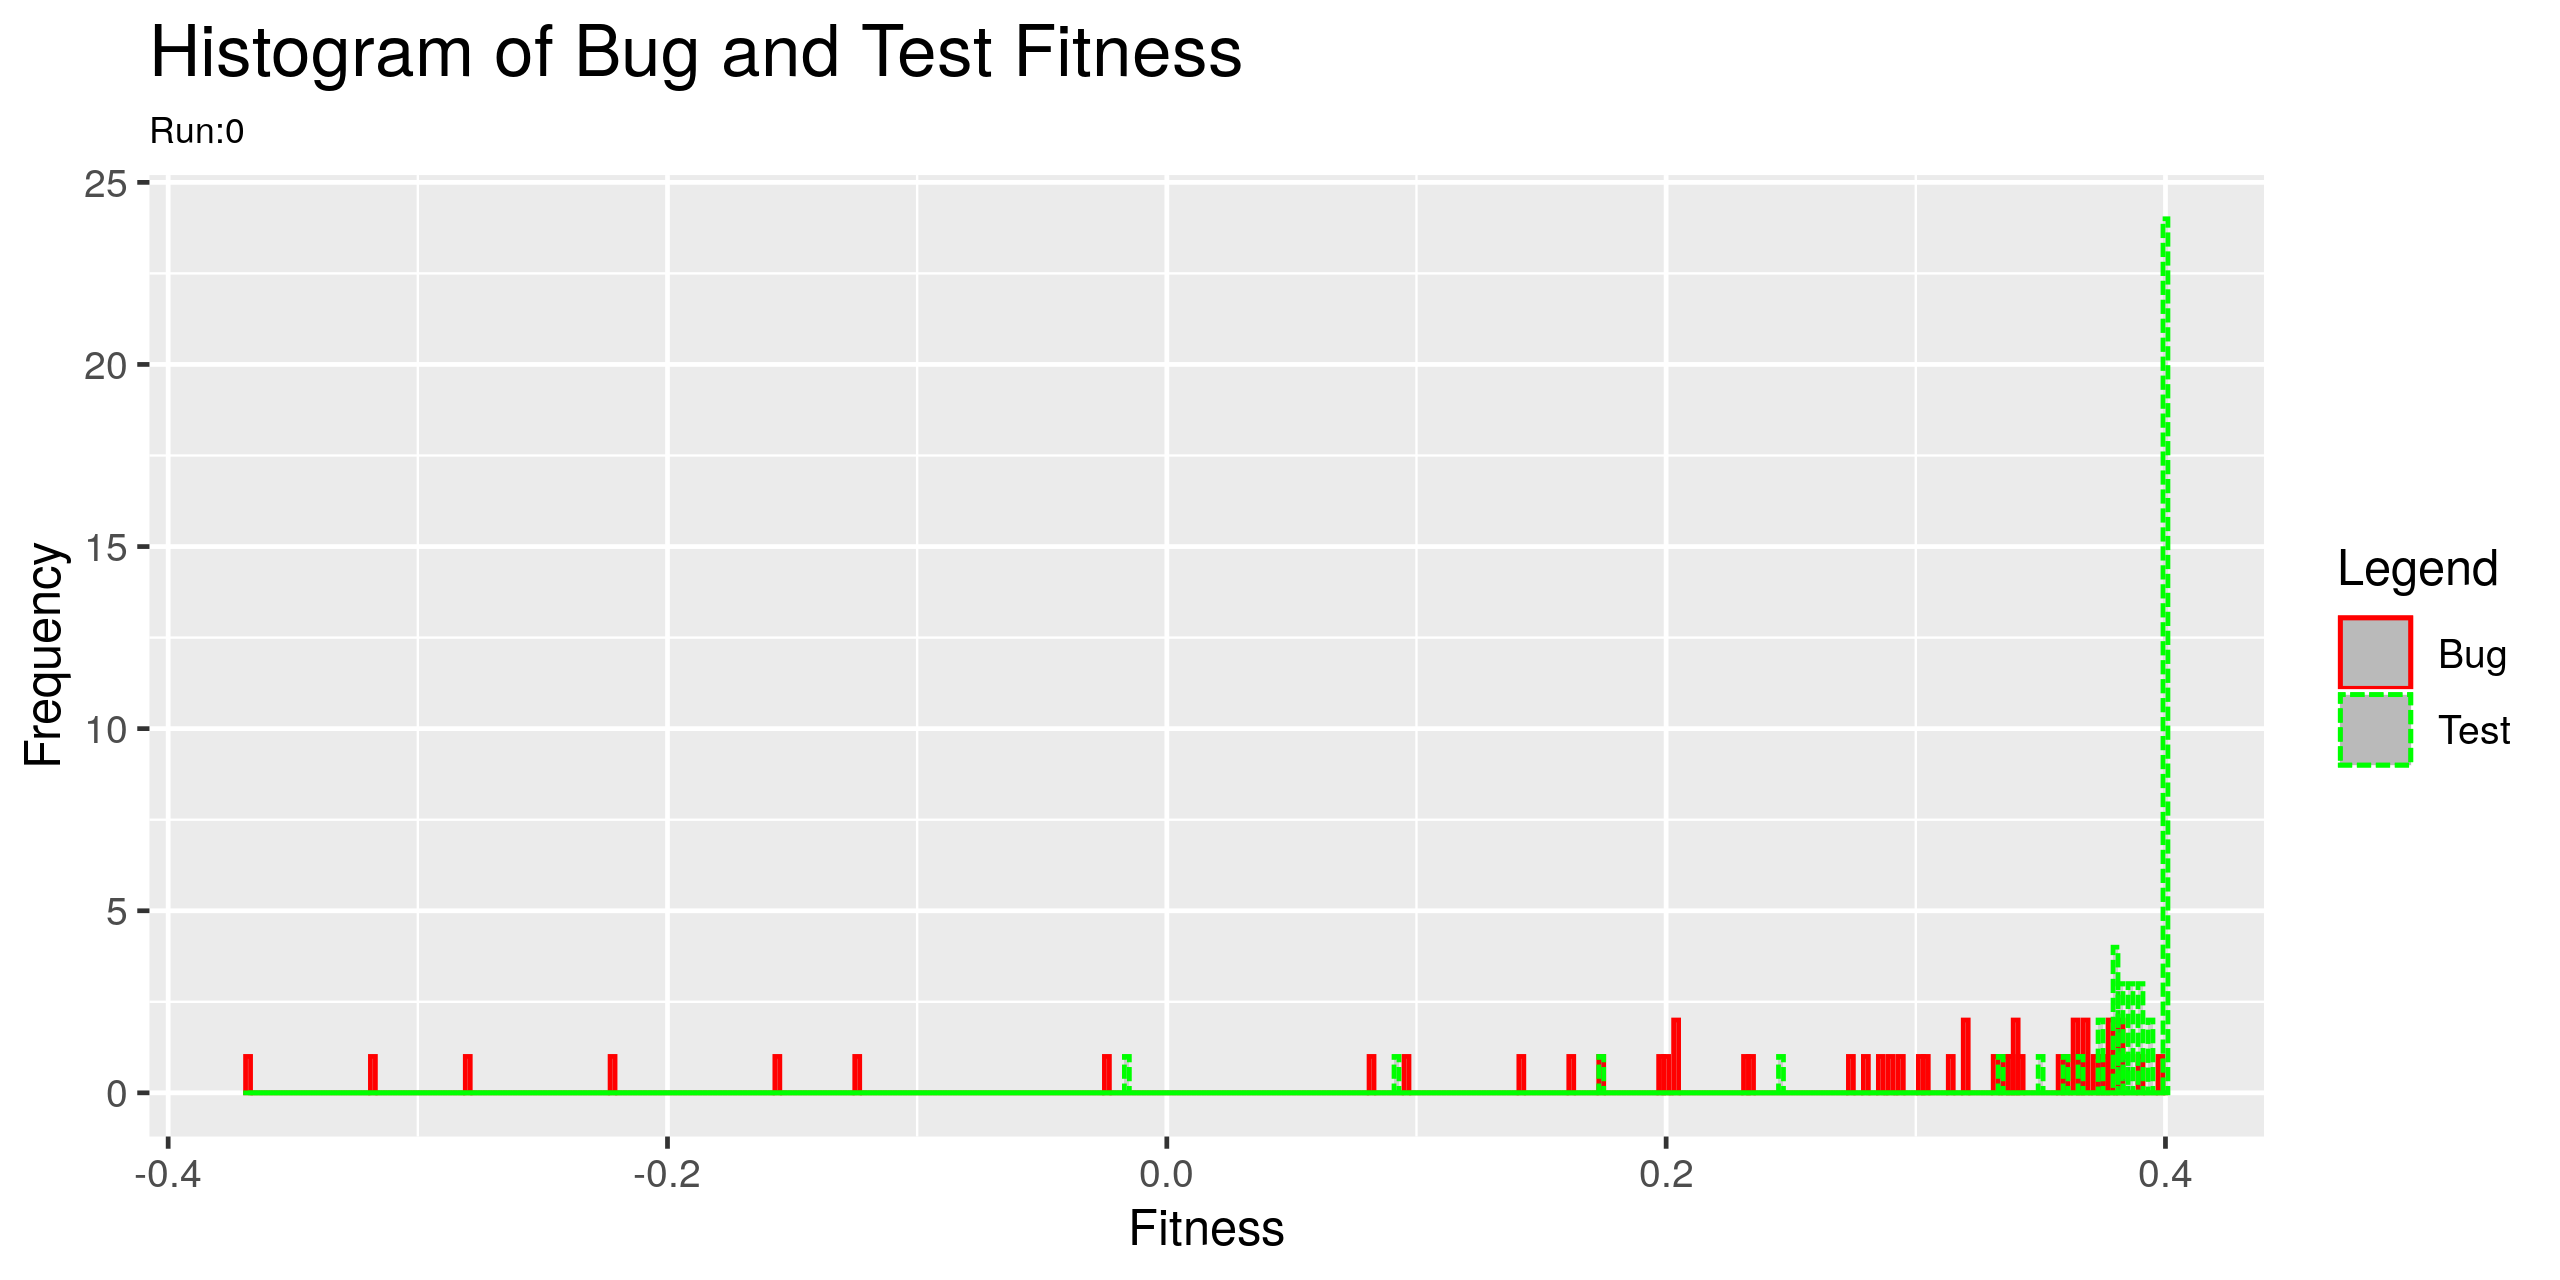 Histogram of Bug and Test Fitness
Run:0
25
20
15
10
5
0
Frequency
-0.4 -0.2 0.0 0.2 0.4
Fitness
Legend
Bug
Test